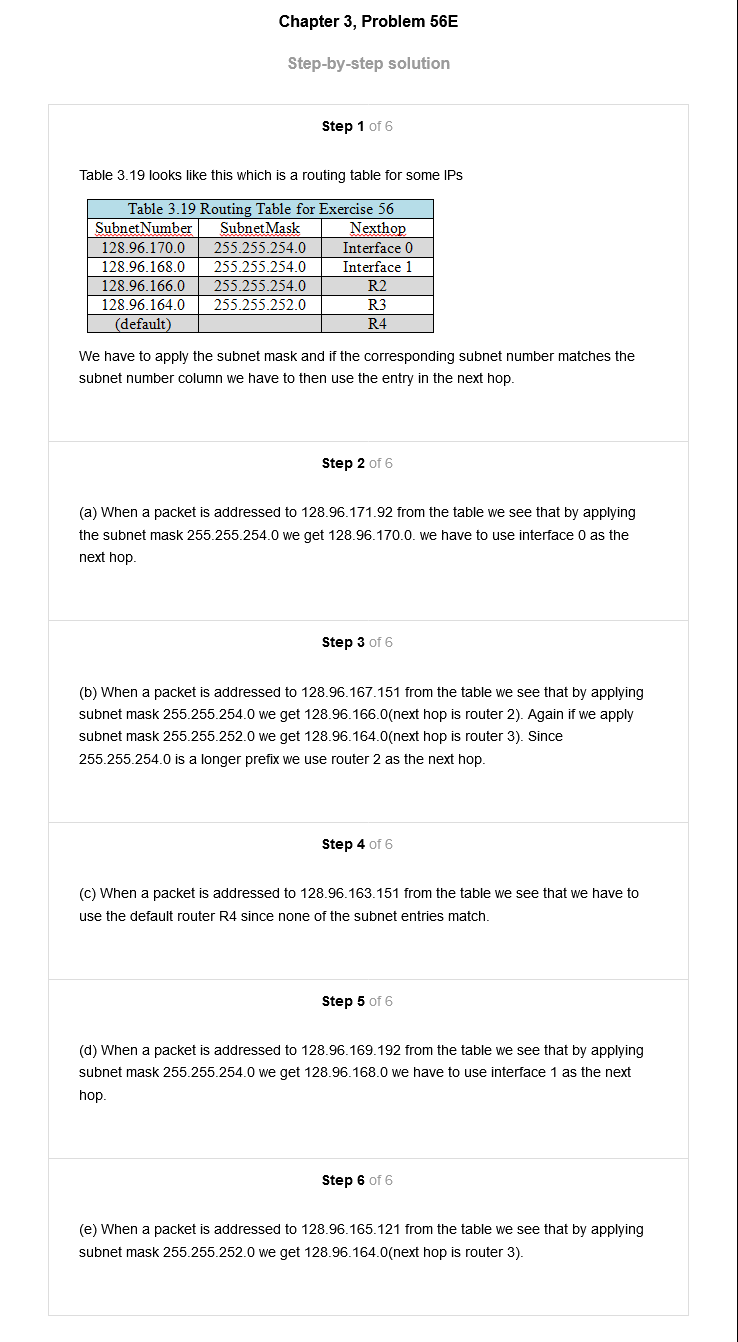 Chapter 3, Problem 56E
Step-by-step solution
Step 1 of 6
Table 3.19 looks like this which is a routing table for some IPs
Table 3.19 Routing Table for Exercise 56
SubnetNumber SubnetMask Nexthop
128.96.170.0 255.255.254.0 Interface 0
128.96.168.0 255.255.254.0 Interface 1
128.96.166.0 255.255.254.0 R2
128.96.164.0 255.255.252.0 R3
(default) R4
We have to apply the subnet mask and if the corresponding subnet number matches the
subnet number column we have to then use the entry in the next hop.
Step 2 of 6
(a) When a packet is addressed to 128.96.171.92 from the table we see that by applying
the subnet mask 255.255.254.0 we get 128.96.170.0. we have to use interface 0 as the
next hop.
Step 3 of 6
(b) When a packet is addressed to 128.96.167.151 from the table we see that by applying
subnet mask 255.255.254.0 we get 128.96.166.0(next hop is router 2). Again if we apply
subnet mask 255.255.252.0 we get 128.96.164.0(next hop is router 3). Since
255.255.254.0 is a longer prefix we use router 2 as the next hop.
Step 4 of 6
(c) When a packet is addressed to 128.96.163.151 from the table we see that we have to
use the default router R4 since none of the subnet entries match.
Step 5 of 6
(d) When a packet is addressed to 128.96.169.192 from the table we see that by applying
subnet mask 255.255.254.0 we get 128.96.168.0 we have to use interface 1 as the next
hop.
Step 6 of 6
(e) When a packet is addressed to 128.96.165.121 from the table we see that by applying
subnet mask 255.255.252.0 we get 128.96.164.0(next hop is router 3).